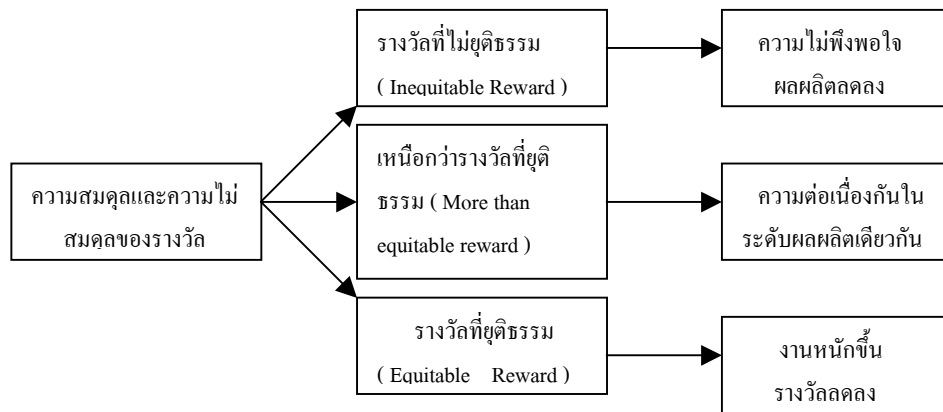 ความสมดุลและความไม่
สมดุลของรางวัล
รางวัลที่ไม่ยุติธรรม
( Inequitable Reward )
ความไม่พึงพอใจ
ผลผลิตลดลง
เหนือกว่ารางวัลที่ยุติ
ธรรม ( More than
equitable reward )
ความต่อเนื่องกันใน
ระดับผลผลิตเดียวกัน
รางวัลที่ยุติธรรม
( Equitable Reward )
งานหนักขึ้น
รางวัลลดลง